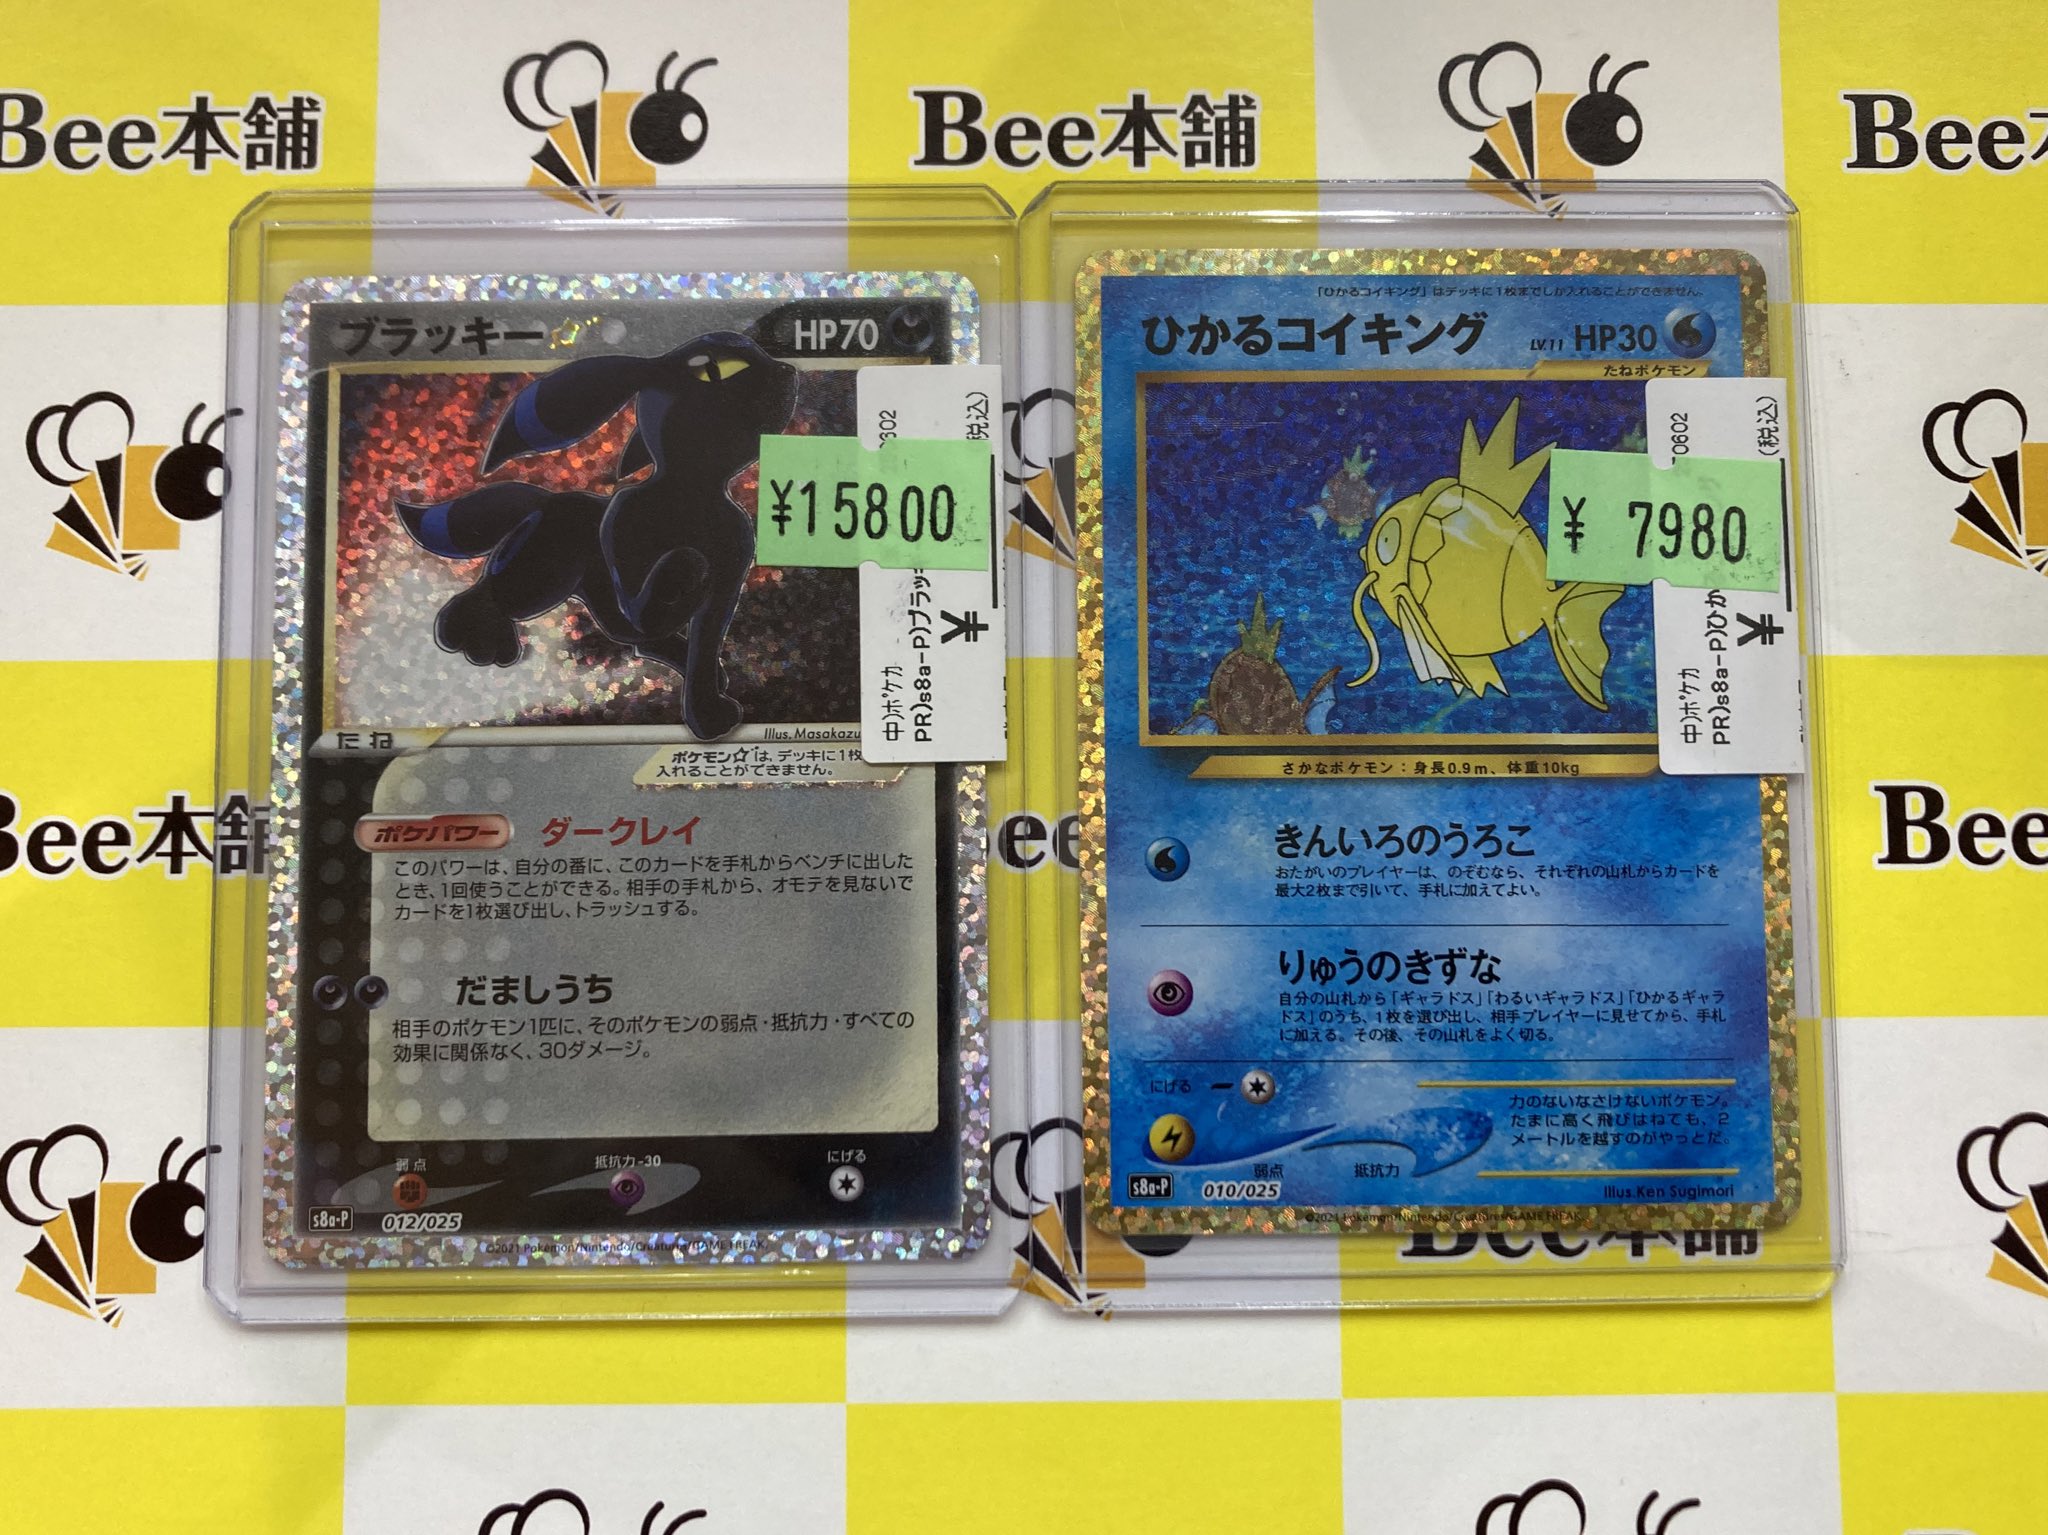 Bee本舗
Bee本舗
Bee
ブラッキー
HP70
¥15800
中)ポケカ
PR)s8a-P)ブラッキ
¥
税込)
たね
Illus. Masakazu
ポケモン☆は、デッキに1枚
入れることができません。
ポケパワー ダークレイ
このパワーは、自分の番に、このカードを手札からベンチに出した
とき、1回使うことができる。相手の手札から、オモテを見ないで
カードを1枚選び出し、トラッシュする。
だましうち
相手のポケモン1匹に、そのポケモンの弱点・抵抗力・すべての
効果に関係なく、30ダメージ。
弱点 抵抗力-30 にげる
s8a-P 012/025
©2021 Pokémon/Nintendo/Creatures/GAME FREAK
「ひかるコイキング」はデッキに1枚までしか入れることができません。
ひかるコイキング LV.11 HP30
たねポケモン
¥ 7980
0602
(税込)
中)ポケカ
PR)s8a-P)ひか
¥
さかなポケモン：身長0.9m、体重10kg
きんいろのうろこ
おたがいのプレイヤーは、のぞむなら、それぞれの山札からカードを
最大2枚まで引いて、手札に加えてよい。
りゅうのきずな
自分の山札から「ギャラドス」「わるいギャラドス」「ひかるギャラ
ドス」のうち、1枚を選び出し、相手プレイヤーに見せてから、手札
に加える。その後、その山札をよく切る。
にげる
力のないなさけないポケモン。
たまに高く飛びはねても、2
メートルを越すのがやっとだ。
弱点 抵抗力
s8a-P 010/025
Illus.Ken Sugimori
©2021 Pokémon/Nintendo/Creatures/GAME FREAK
Bee本舗
Bee
Bee
Bee本舗